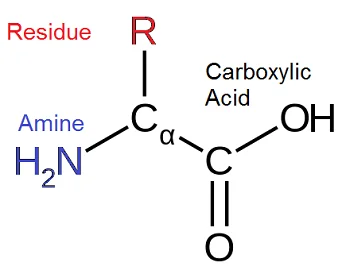 Residue
R
Carboxylic
Acid
Amine
Cα
OH
H2N
C
O